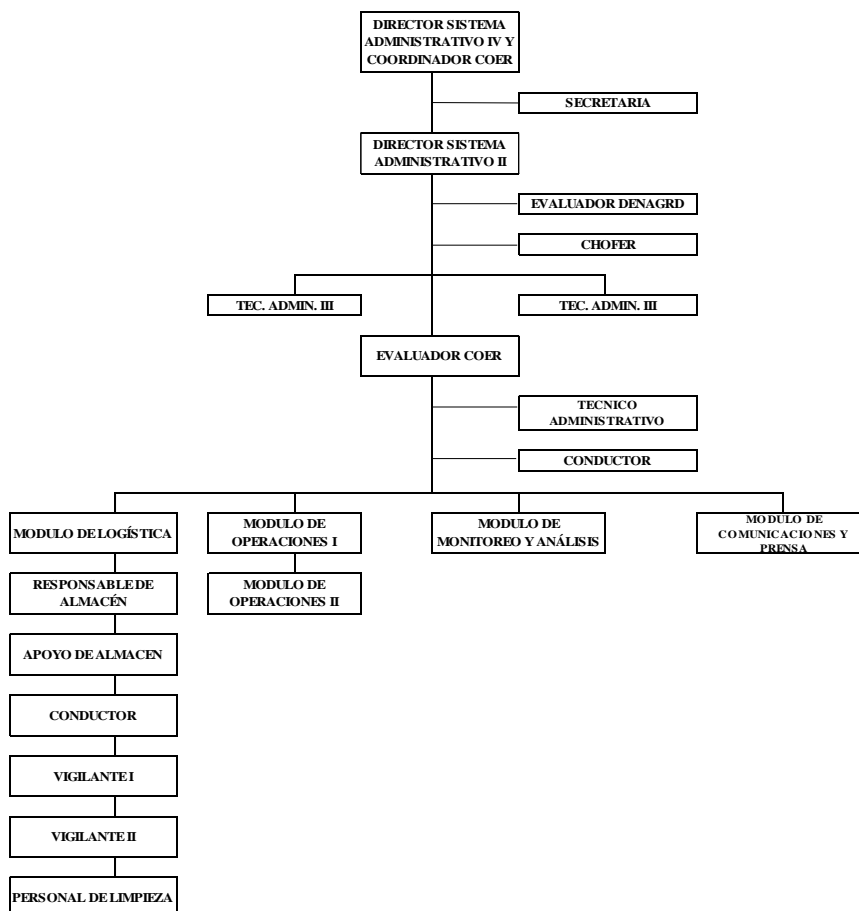 DIRECTOR SISTEMA
ADMINISTRATIVO IV Y
COORDINADOR COER
SECRETARIA
DIRECTOR SISTEMA
ADMINISTRATIVO II
EVALUADOR DENAGRD
CHOFER
TEC. ADMIN. III
TEC. ADMIN. III
EVALUADOR COER
TECNICO
ADMINISTRATIVO
CONDUCTOR
MODULO DE LOGÍSTICA
MODULO DE
OPERACIONES I
MODULO DE
MONITOREO Y ANÁLISIS
MODULO DE
COMUNICACIONES Y
PRENSA
RESPONSABLE DE
ALMACÉN
MODULO DE
OPERACIONES II
APOYO DE ALMACEN
CONDUCTOR
VIGILANTE I
VIGILANTE II
PERSONAL DE LIMPIEZA